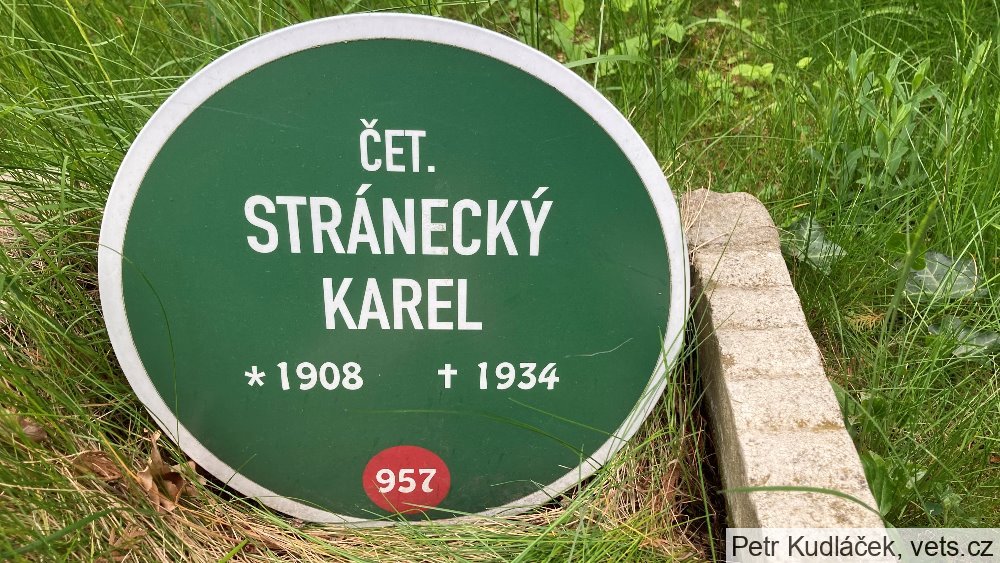 ČET.
STRÁNECKÝ
KAREL
* 1908 † 1934
957
Petr Kudláček, vets.cz